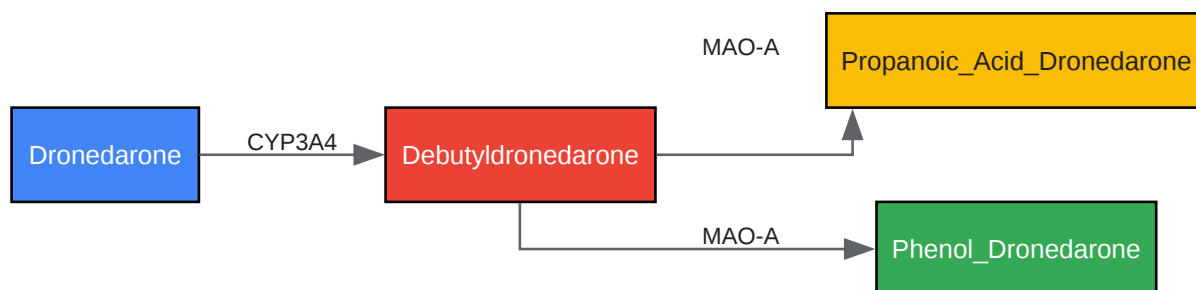 MAO-A
Propanoic_Acid_Dronedarone
Dronedarone
CYP3A4
Debutyldronedarone
MAO-A
Phenol_Dronedarone